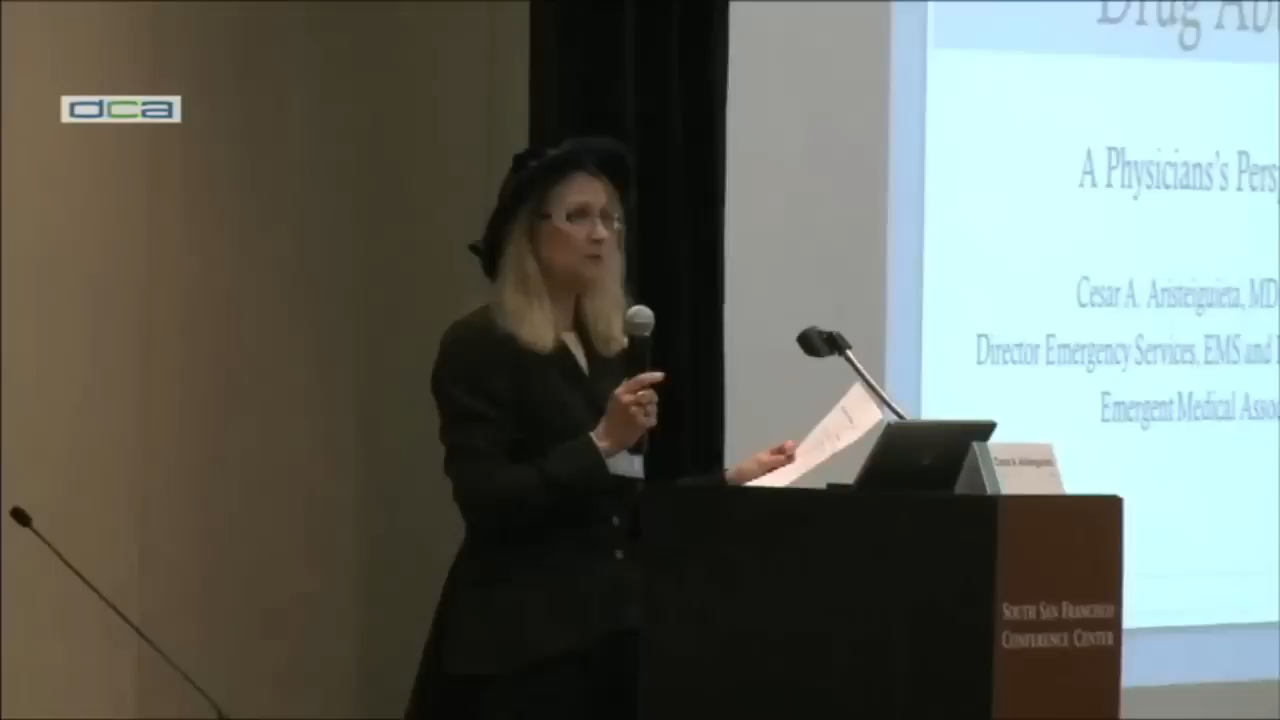 dca
Drug Ab
A Physicians's Pers
Cesar A. Aristeiguieta, MD
Director Emergency Services, EMS and
Emergent Medical Asso
SOUTH SAN FRANCISCO
CONFERENCE CENTER